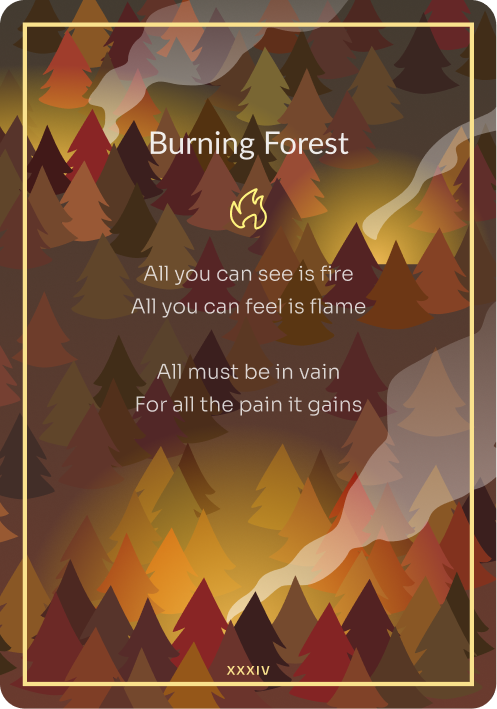 Burning Forest
All you can see is fire
All you can feel is flame
All must be in vain
For all the pain it gains
XXXIV